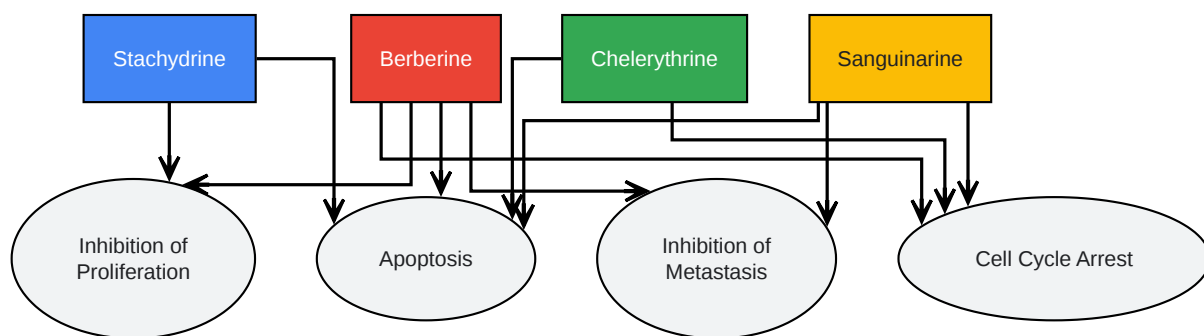 Stachydrine
Berberine
Chelerythrine
Sanguinarine
Inhibition of
Proliferation
Apoptosis
Inhibition of
Metastasis
Cell Cycle Arrest